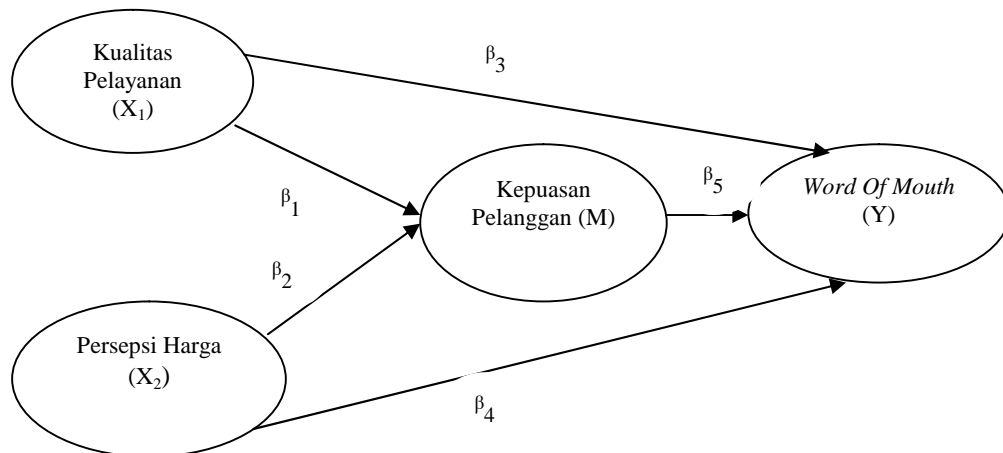 Kualitas
Pelayanan
(X₁)
β₃
β₁
Kepuasan
Pelanggan (M)
β₅
Word Of Mouth
(Y)
β₂
Persepsi Harga
(X₂)
β₄